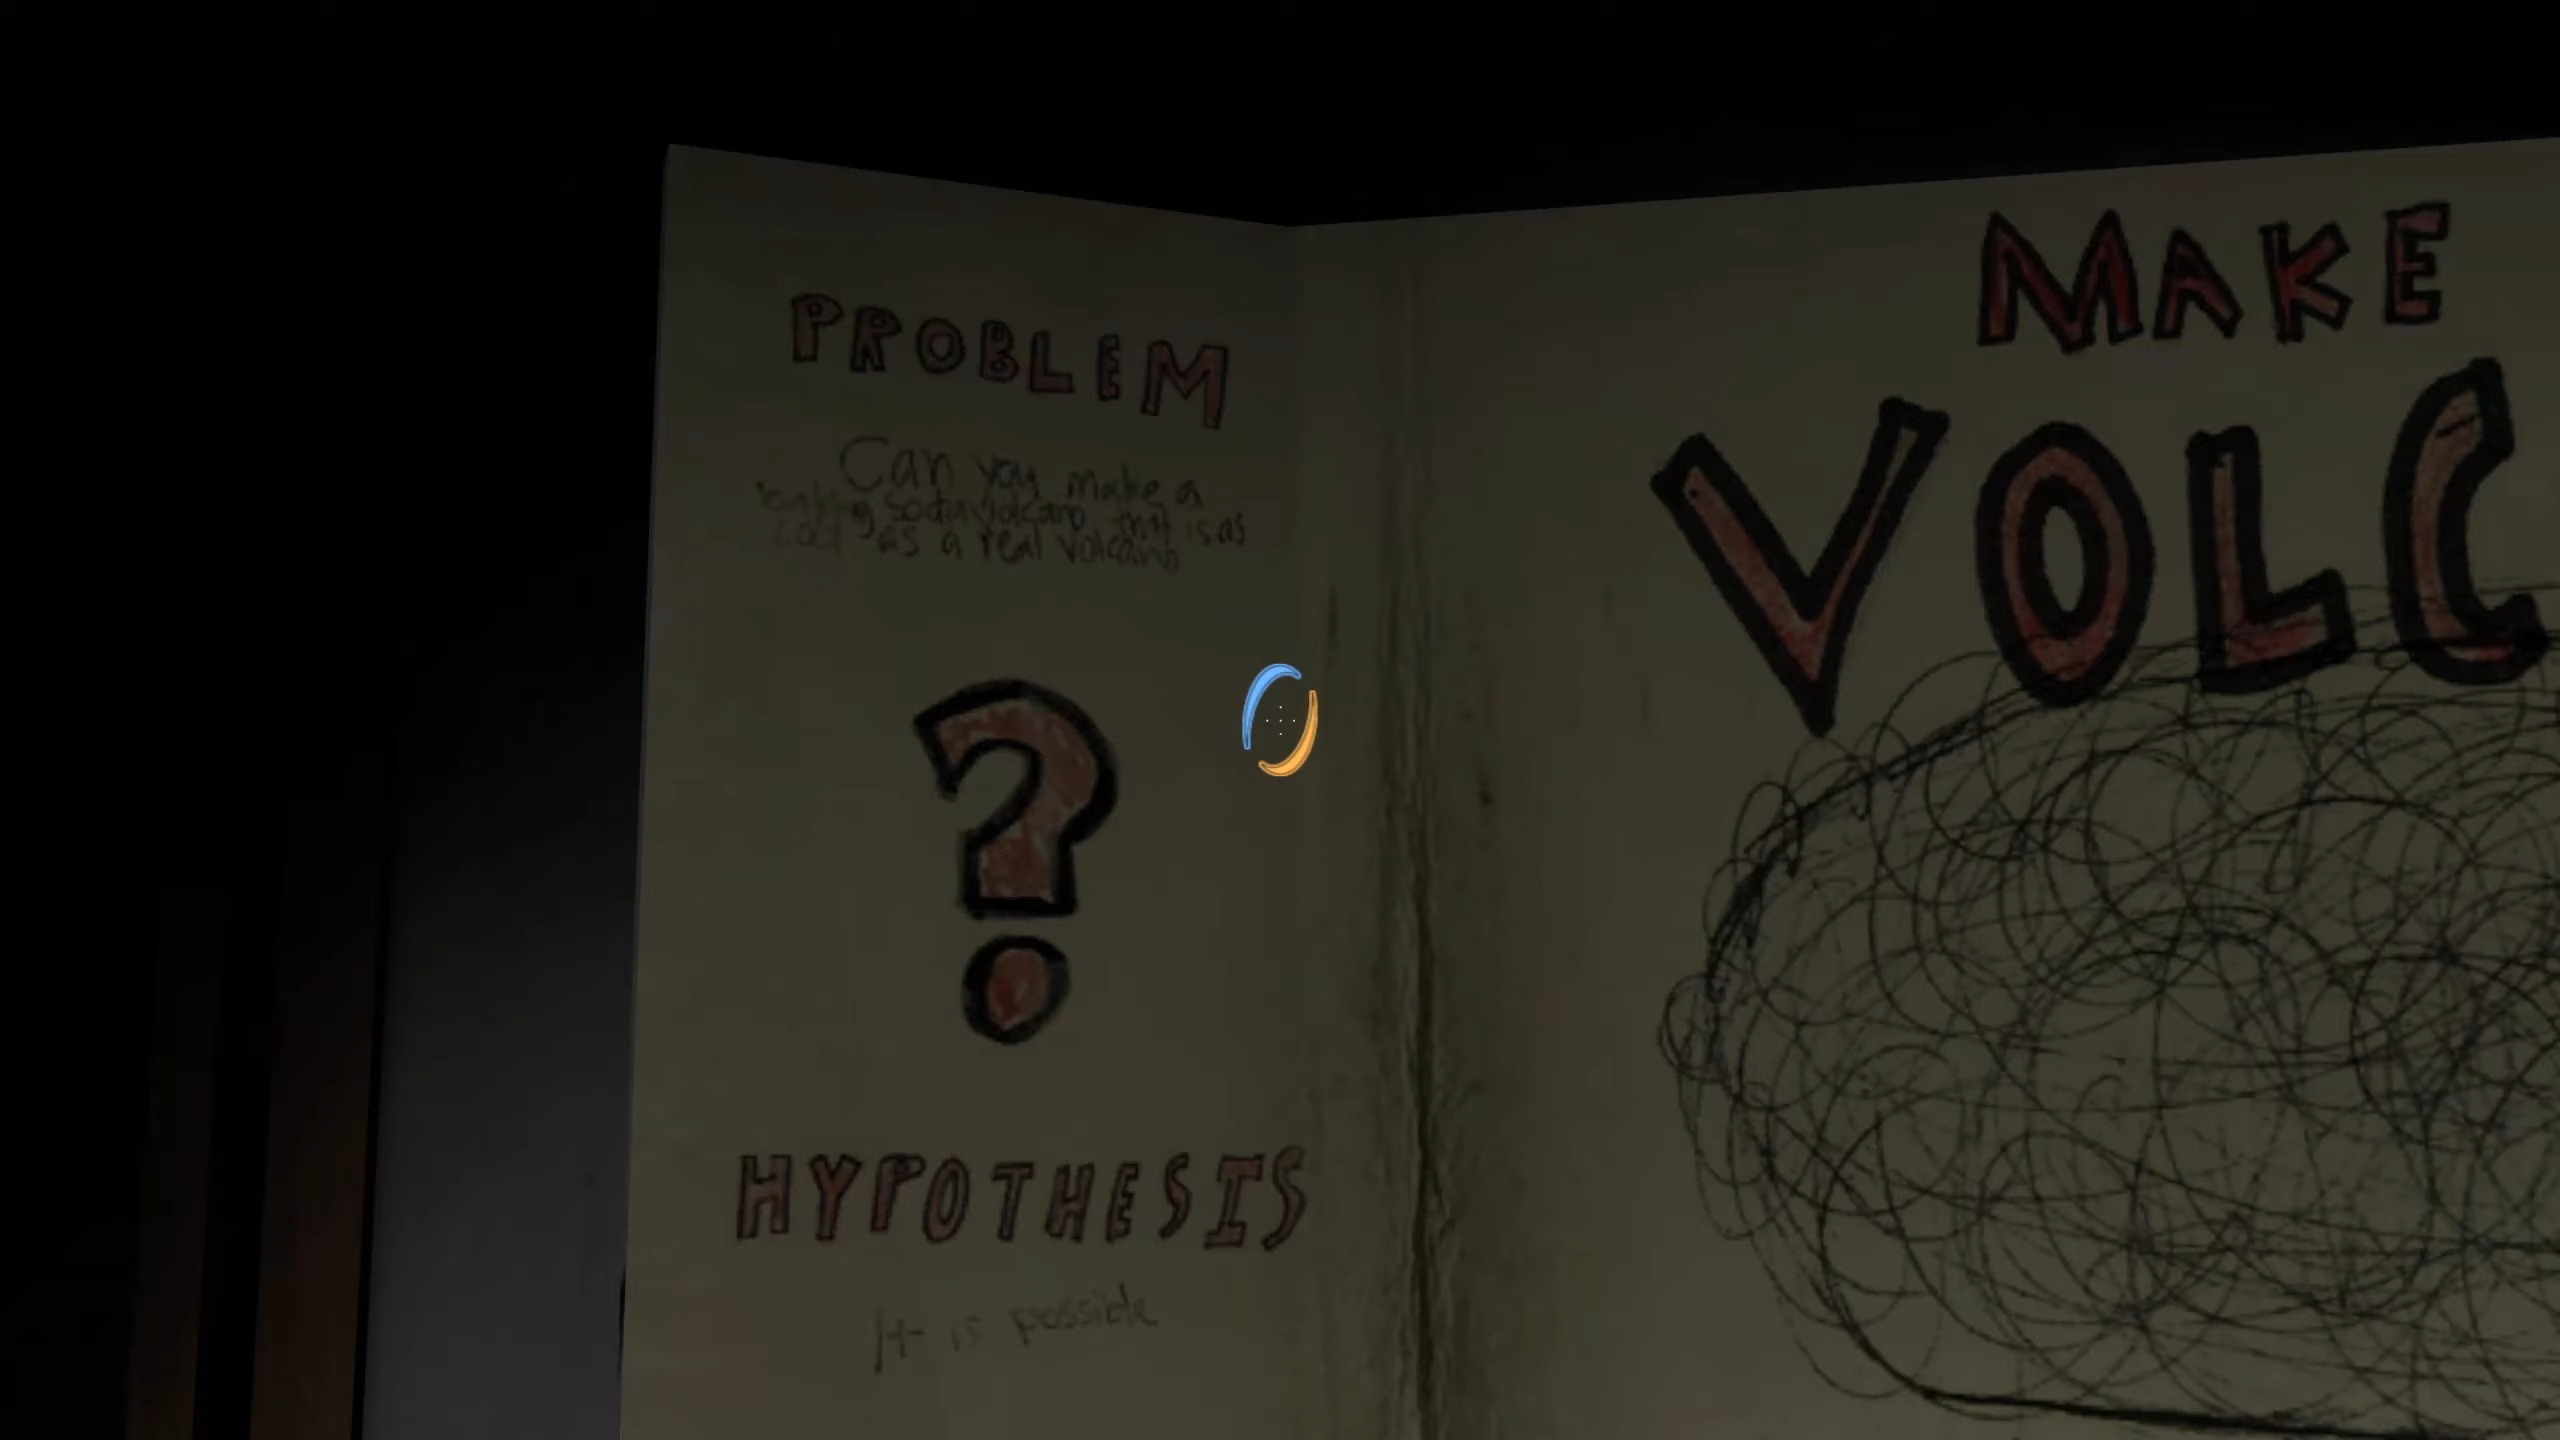 PROBLEM
Can you make a
baking soda volcano that is as
cool as a real volcano
?
HYPOTHESIS
It is possible
MAKE
VOLC